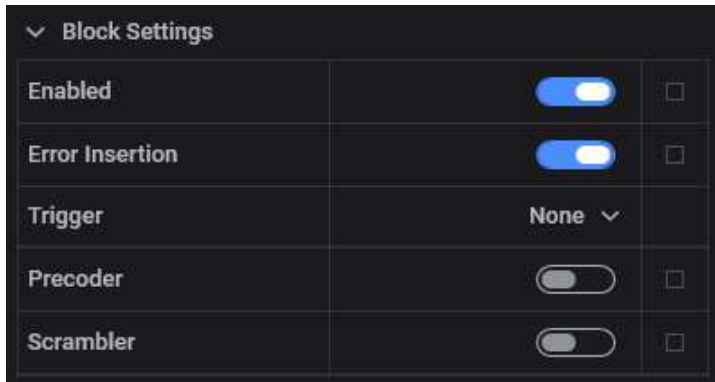 Block Settings
Enabled
Error Insertion
Trigger None
Precoder
Scrambler